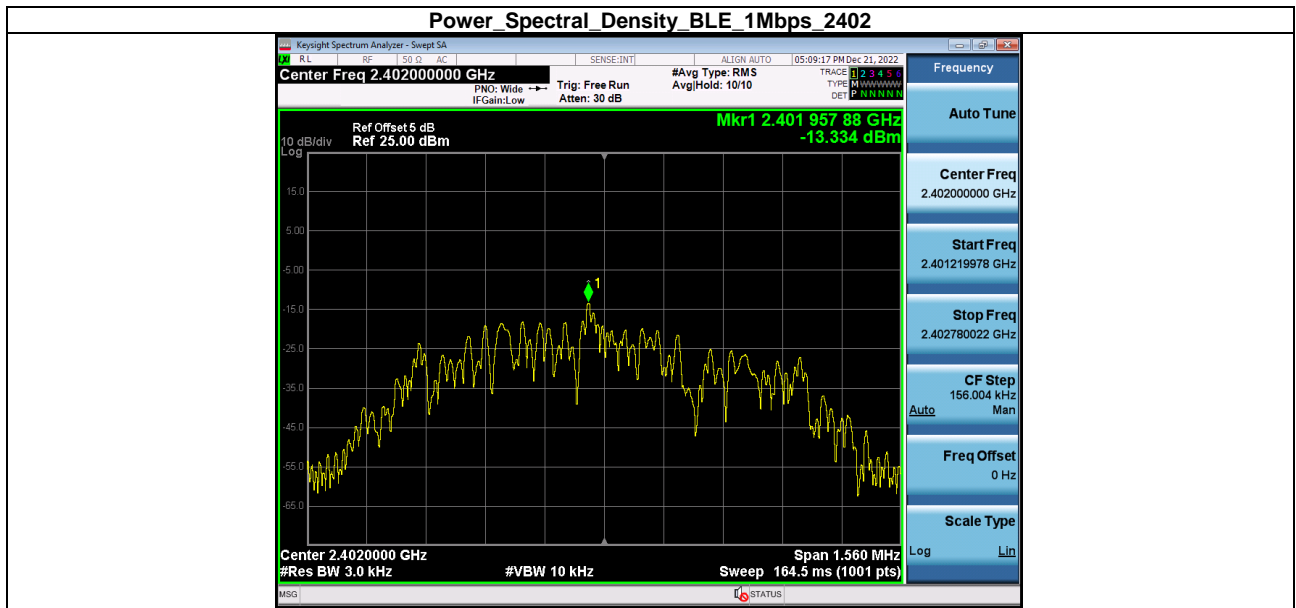 Power_Spectral_Density_BLE_1Mbps_2402
Keysight Spectrum Analyzer - Swept SA
RL RF 50 Ω AC SENSE:INT ALIGN AUTO 05:09:17 PM Dec 21, 2022
Center Freq 2.402000000 GHz
PNO: Wide
IFGain:Low
Trig: Free Run
Atten: 30 dB
#Avg Type: RMS
Avg|Hold: 10/10
TRACE 1 2 3 4 5 6
TYPE M WWWWW
DET P N N N N N
Mkr1 2.401 957 88 GHz
-13.334 dBm
Ref Offset 5 dB
10 dB/div Ref 25.00 dBm
Log
15.0
5.00
-5.00
-15.0
-25.0
-35.0
-45.0
-55.0
-65.0
1
Center 2.4020000 GHz Span 1.560 MHz
#Res BW 3.0 kHz #VBW 10 kHz Sweep 164.5 ms (1001 pts)
MSG STATUS
Frequency
Auto Tune
Center Freq
2.402000000 GHz
Start Freq
2.401219978 GHz
Stop Freq
2.402780022 GHz
CF Step
156.004 kHz
Auto Man
Freq Offset
0 Hz
Scale Type
Log Lin